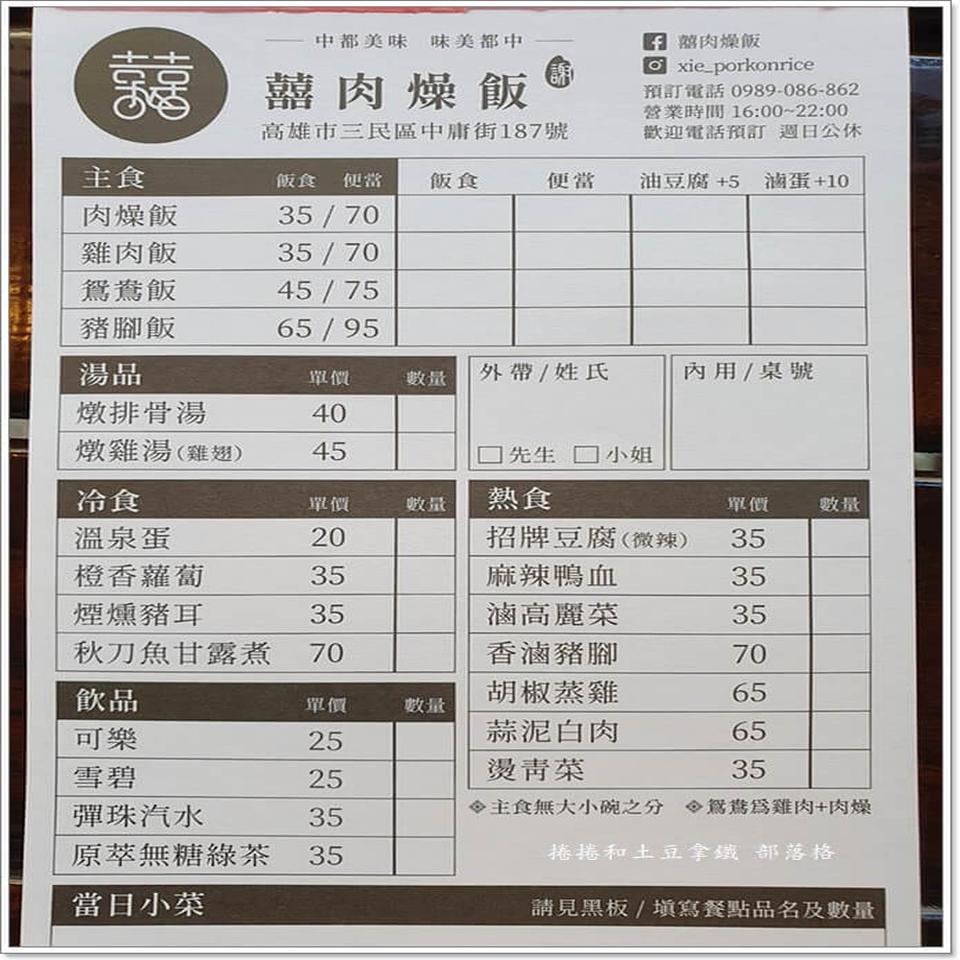 囍
中都美味 味美都中
囍肉燥飯 謝
高雄市三民區中庸街187號
囍肉燥飯
xie_porkonrice
預訂電話 0989-086-862
營業時間 16:00~22:00
歡迎電話預訂 週日公休
主食 飯食 便當 飯食 便當 油豆腐+5 滷蛋+10
肉燥飯 35 / 70
雞肉飯 35 / 70
鴛鴦飯 45 / 75
豬腳飯 65 / 95
湯品 單價 數量
燉排骨湯 40
燉雞湯(雞翅) 45
外帶/姓氏
先生 小姐
內用/桌號
冷食 單價 數量
溫泉蛋 20
橙香蘿蔔 35
煙燻豬耳 35
秋刀魚甘露煮 70
飲品 單價 數量
可樂 25
雪碧 25
彈珠汽水 35
原萃無糖綠茶 35
熱食 單價 數量
招牌豆腐(微辣) 35
麻辣鴨血 35
滷高麗菜 35
香滷豬腳 70
胡椒蒸雞 65
蒜泥白肉 65
燙靑菜 35
※主食無大小碗之分 ※鴛鴦爲雞肉+肉燥
捲捲和土豆拿鐵 部落格
當日小菜 請見黑板 / 塡寫餐點品名及數量